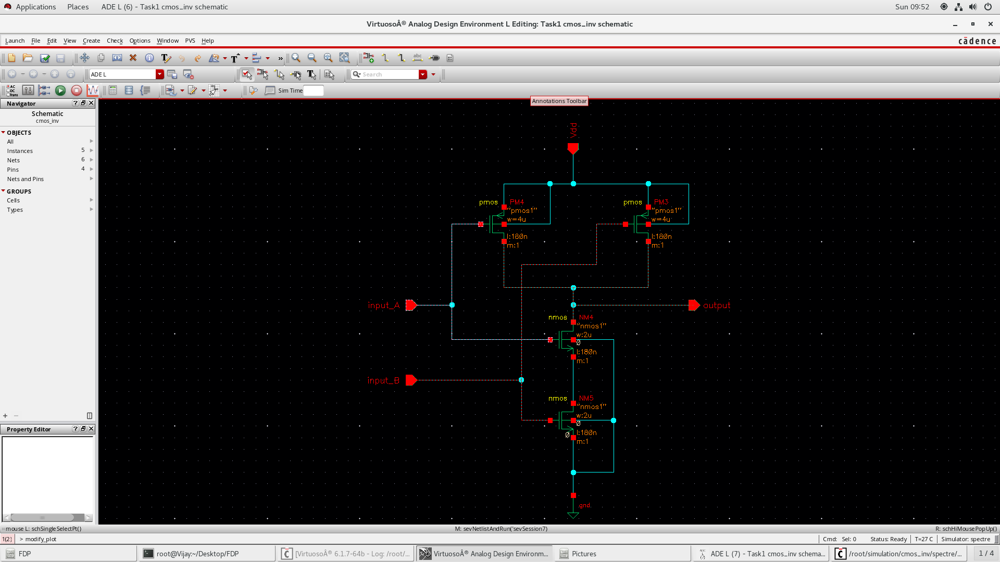 Applications Places ADE L (6) - Task1 cmos_inv schematic Sun 09:52
VirtuosoÂ® Analog Design Environment L Editing: Task1 cmos_inv schematic
Launch File Edit View Create Check Options Window PVS Help cādence
abc
ADE L Search
AC
DC
Trans
Sim Time
Annotations Toolbar
Navigator
Schematic
cmos_inv
OBJECTS
All
Instances 5
Nets 6
Pins 4
Nets and Pins
GROUPS
Cells
Types
Property Editor
Vdd
pmos PM4
"pmos1"
w=4u
l:180n
m:1
pmos PM3
"pmos1"
w=4u
l:180n
m:1
input_A
output
nmos NM4
"nmos1"
w:2u
0
l:180n
m:1
input_B
nmos NM5
"nmos1"
w:2u
0
0 l:180n
m:1
gnd
mouse L: schSingleSelectPt() M: sevNetlistAndRun('sevSession7) R: schHiMousePopUp()
1(2) > modify_plot Cmd: Sel: 0 Status: Ready T=27 C Simulator: spectre
FDP root@Vijay:~/Desktop/FDP [VirtuosoÂ® 6.1.7-64b - Log: /root/... VirtuosoÂ® Analog Design Environm... Pictures ADE L (7) - Task1 cmos_inv schema... /root/simulation/cmos_inv/spectre/... 1 / 4